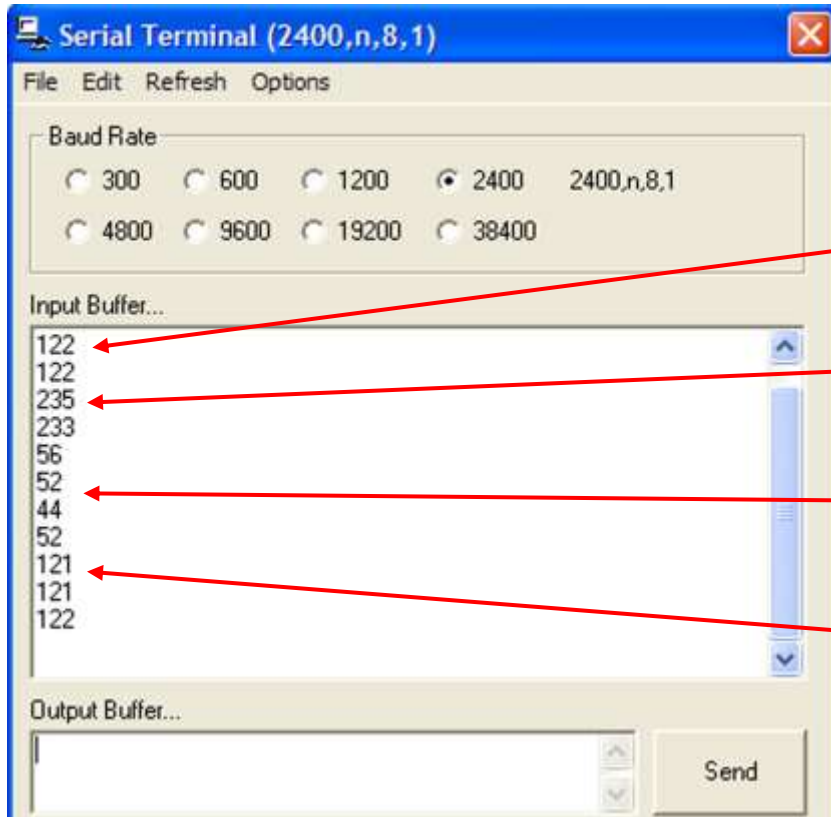 Serial Terminal (2400,n,8,1)
File Edit Refresh Options
Baud Rate
300 600 1200 2400 2400,n,8,1
4800 9600 19200 38400
Input Buffer...
122
122
235
233
56
52
44
52
121
121
122
Output Buffer...
Send